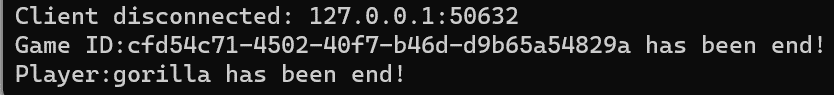 Client disconnected: 127.0.0.1:50632
Game ID:cfd54c71-4502-40f7-b46d-d9b65a54829a has been end!
Player:gorilla has been end!